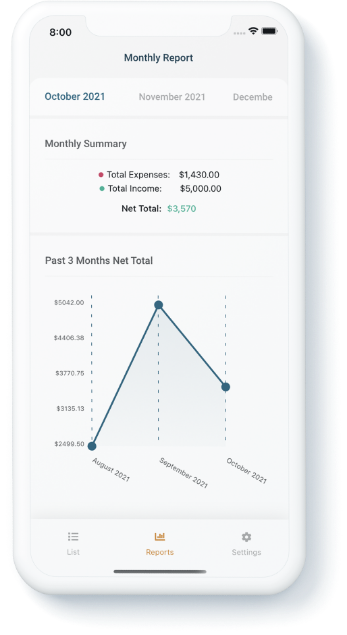 8:00
Monthly Report
October 2021 November 2021 Decembe
Monthly Summary
Total Expenses: $1,430.00
Total Income: $5,000.00
Net Total: $3,570
Past 3 Months Net Total
$5042.00
$4406.38
$3770.75
$3135.13
$2499.50
August 2021 September 2021 October 2021
List Reports Settings